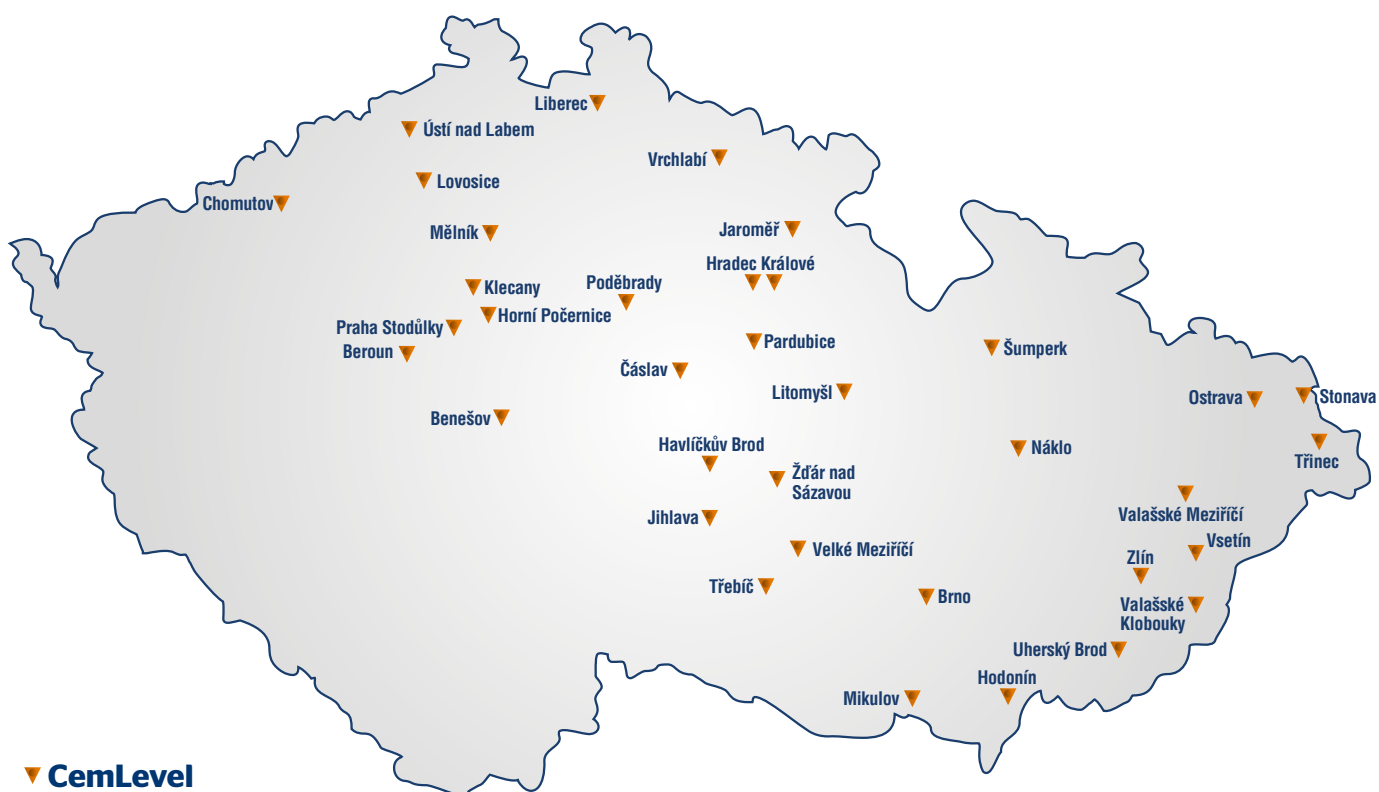 Liberec
Ústí nad Labem
Vrchlabí
Lovosice
Chomutov
Mělník
Jaroměř
Hradec Králové
Poděbrady
Klecany
Horní Počernice
Praha Stodůlky
Beroun
Pardubice
Šumperk
Čáslav
Litomyšl
Ostrava
Stonava
Benešov
Havlíčkův Brod
Náklo
Třinec
Žďár nad
Sázavou
Jihlava
Valašské Meziříčí
Vsetín
Velké Meziříčí
Zlín
Třebíč
Brno
Valašské
Klobouky
Uherský Brod
Hodonín
Mikulov
CemLevel